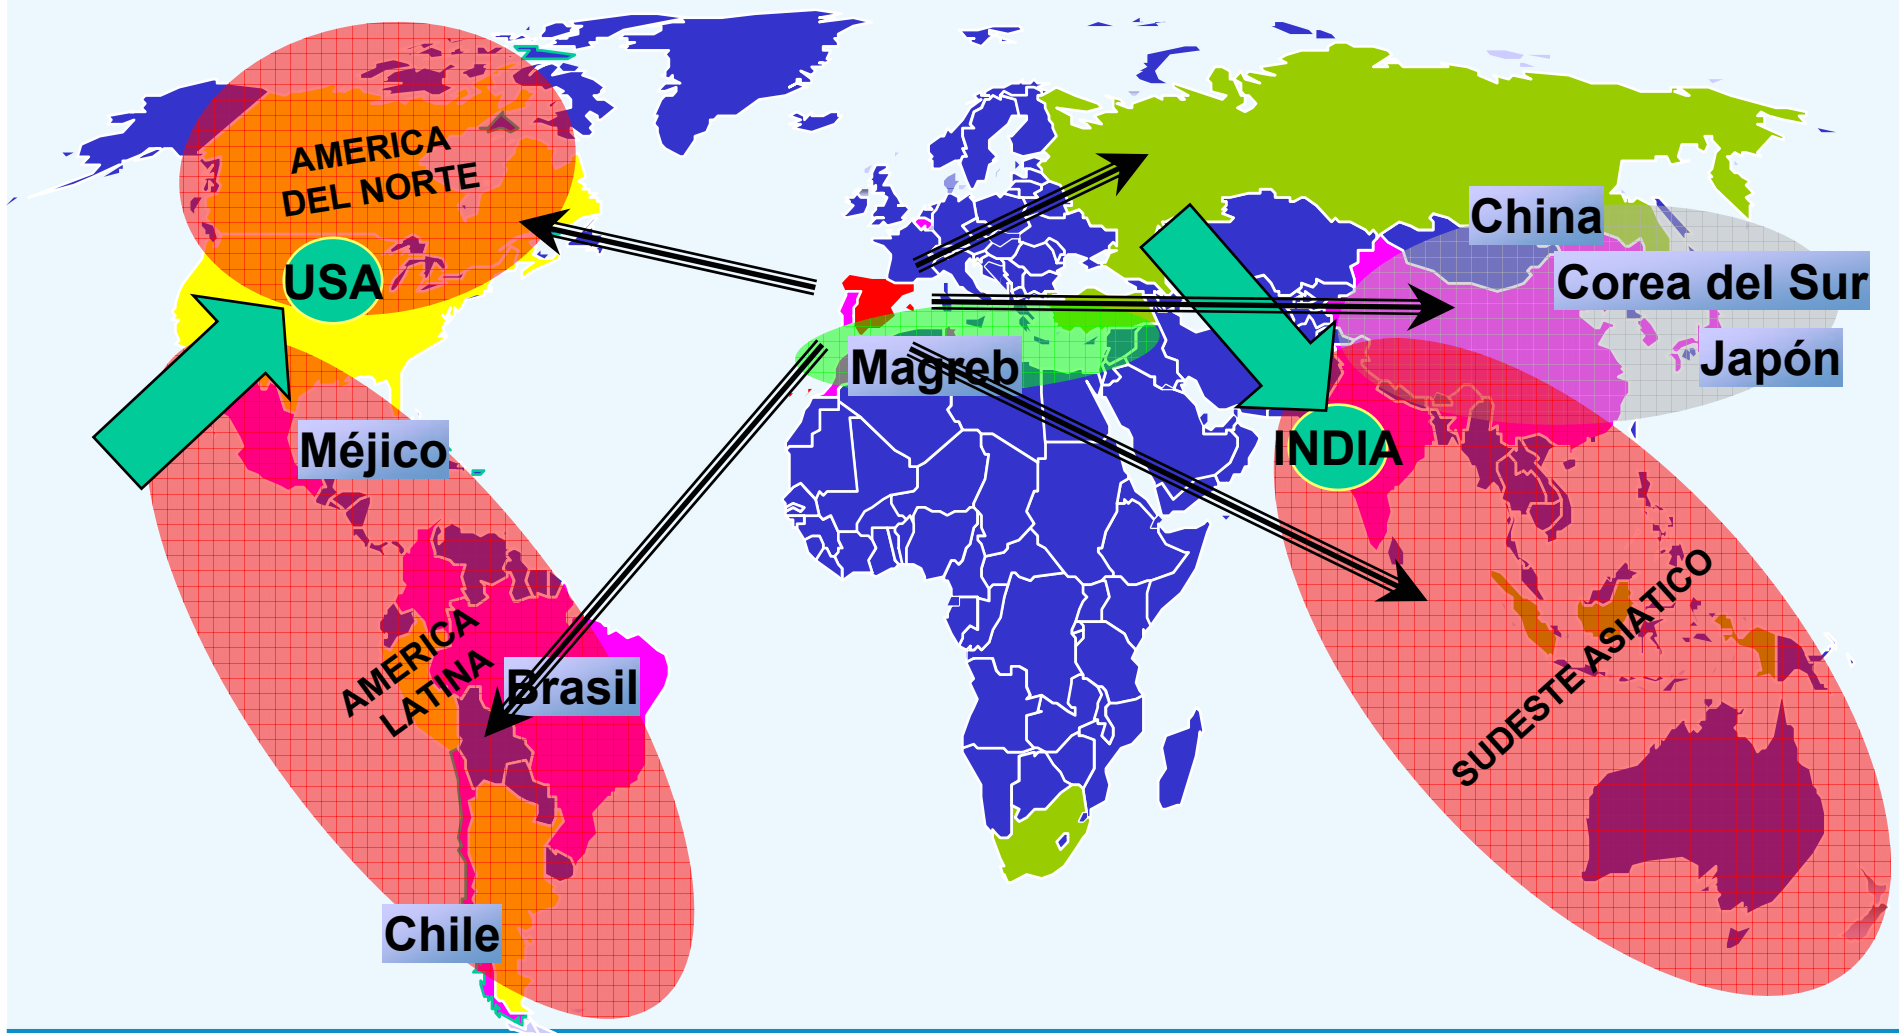 AMERICA
DEL NORTE
USA
China
Corea del Sur
Japón
Magreb
Méjico
INDIA
AMERICA
LATINA
Brasil
SUDESTE ASIATICO
Chile